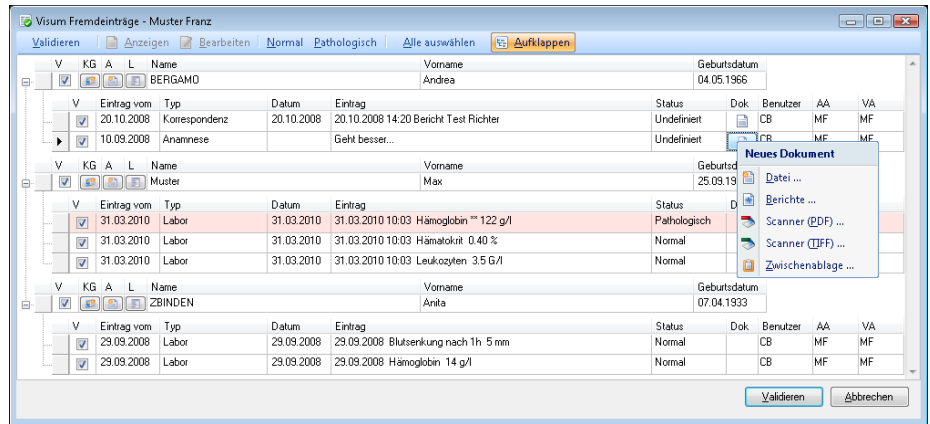 Visum Fremdeinträge - Muster Franz
Validieren Anzeigen Bearbeiten Normal Pathologisch Alle auswählen Aufklappen
V KG A L Name Vorname Geburtsdatum
BERGAMO Andrea 04.05.1966
V Eintrag vom Typ Datum Eintrag Status Dok Benutzer AA VA
20.10.2008 Korrespondenz 20.10.2008 20.10.2008 14:20 Bericht Test Richter Undefiniert CB MF MF
10.09.2008 Anamnese Geht besser... Undefiniert CB MF MF
Neues Dokument
Datei ...
Berichte ...
Scanner (PDF) ...
Scanner (TIFF) ...
Zwischenablage ...
V KG A L Name Vorname Geburtsd
Muster Max 25.09.19
V Eintrag vom Typ Datum Eintrag Status D
31.03.2010 Labor 31.03.2010 31.03.2010 10:03 Hämoglobin ** 122 g/l Pathologisch
31.03.2010 Labor 31.03.2010 31.03.2010 10:03 Hämatokrit 0.40 % Normal
31.03.2010 Labor 31.03.2010 31.03.2010 10:03 Leukozyten 3.5 G/l Normal
V KG A L Name Vorname Geburtsdatum
ZBINDEN Anita 07.04.1933
V Eintrag vom Typ Datum Eintrag Status Dok Benutzer AA VA
29.09.2008 Labor 29.09.2008 29.09.2008 Blutsenkung nach 1h 5 mm Normal CB MF MF
29.09.2008 Labor 29.09.2008 29.09.2008 Hämoglobin 14 g/l Normal CB MF MF
Validieren Abbrechen